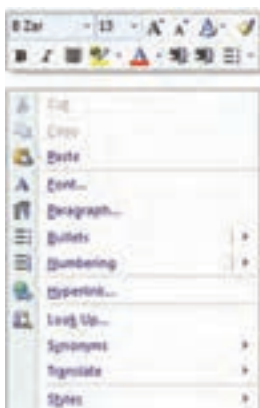 B Zar 13
Cut
Copy
Paste
Font...
Paragraph...
Bullets
Numbering
Hyperlink...
Look Up...
Synonyms
Translate
Styles